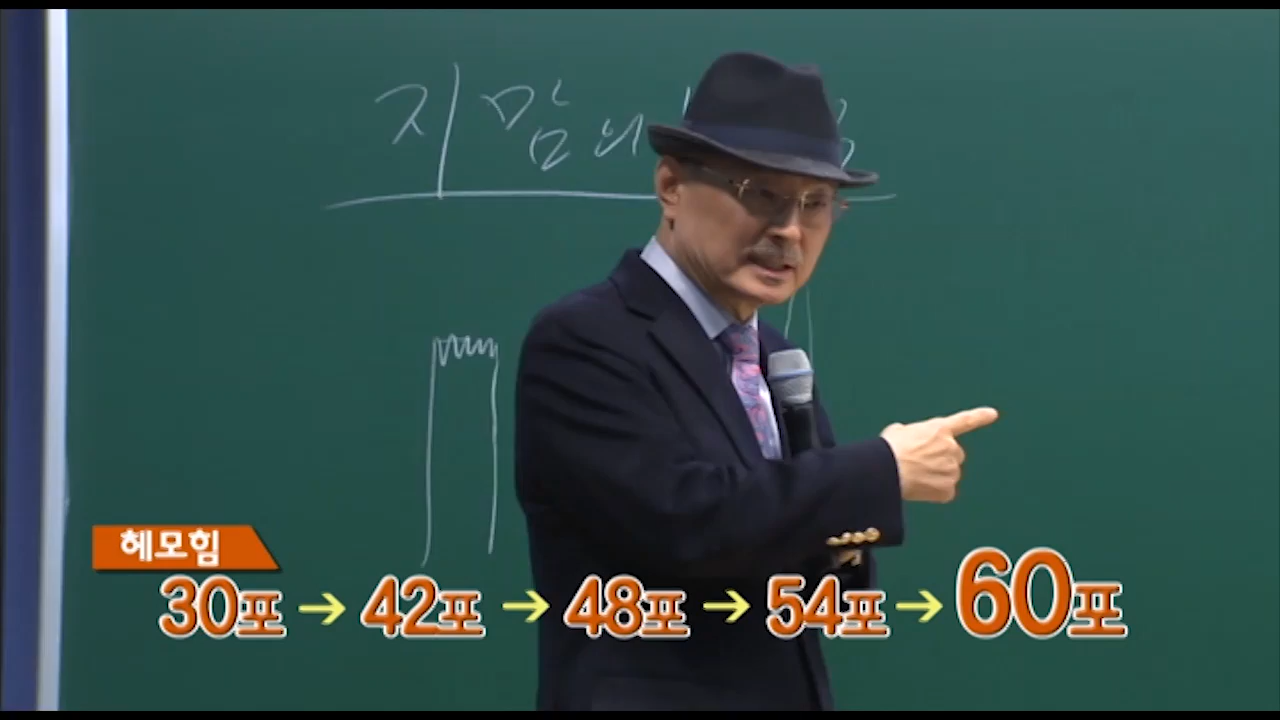 헤모힘
30포 → 42포 → 48포 → 54포 → 60포